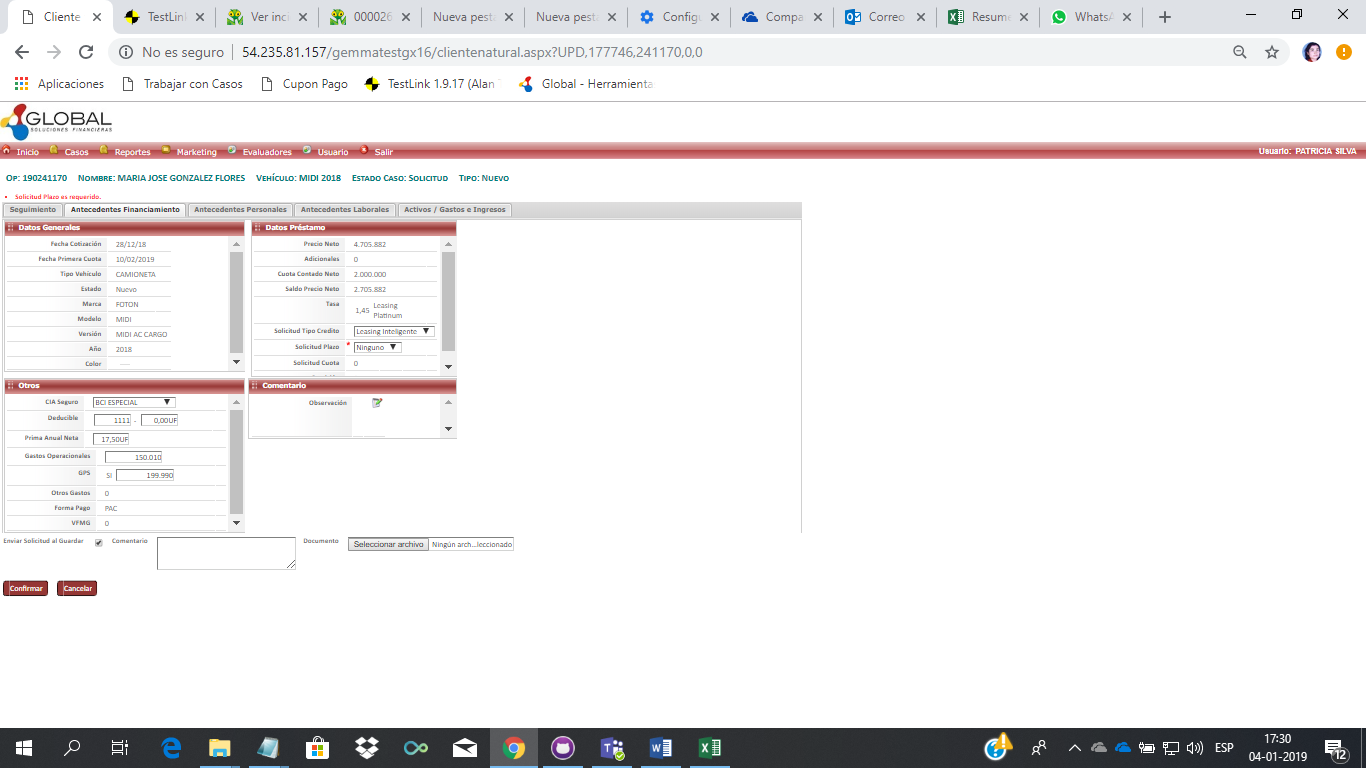 Cliente
TestLink
Ver inci
000026
Nueva pest
Nueva pest
Configu
Compa
Correo
Resum
WhatsA
No es seguro
54.235.81.157/gemmatestgx16/clientenatural.aspx?UPD,177746,241170,0,0
Aplicaciones
Trabajar con Casos
Cupon Pago
TestLink 1.9.17 (Alan
Global - Herramienta
GLOBAL
SOLUCIONES FINANCIERAS
Inicio Casos Reportes Marketing Evaluadores Usuario Salir
Usuario: PATRICIA SILVA
OP: 190241170 NOMBRE: MARIA JOSE GONZALEZ FLORES VEHÍCULO: MIDI 2018 ESTADO CASO: SOLICITUD TIPO: NUEVO
Solicitud Plazo es requerido.
Seguimiento
Antecedentes Financiamiento
Antecedentes Personales
Antecedentes Laborales
Activos / Gastos e Ingresos
Datos Generales
Fecha Cotización 28/12/18
Fecha Primera Cuota 10/02/2019
Tipo Vehículo CAMIONETA
Estado Nuevo
Marca FOTON
Modelo MIDI
Versión MIDI AC CARGO
Año 2018
Color ----
Datos Préstamo
Precio Neto 4.705.882
Adicionales 0
Cuota Contado Neto 2.000.000
Saldo Precio Neto 2.705.882
Tasa 1,45 Leasing
Platinum
Solicitud Tipo Credito Leasing Inteligente
Solicitud Plazo * Ninguno
Solicitud Cuota 0
Otros
CIA Seguro BCI ESPECIAL
Deducible 1111 - 0,00UF
Prima Anual Neta 17,50UF
Gastos Operacionales 150.010
GPS SI 199.990
Otros Gastos 0
Forma Pago PAC
VFMG 0
Comentario
Observación
Enviar Solicitud al Guardar
Comentario
Documento
Seleccionar archivo Ningún arch...leccionado
Confirmar
Cancelar
ESP
17:30
04-01-2019
12